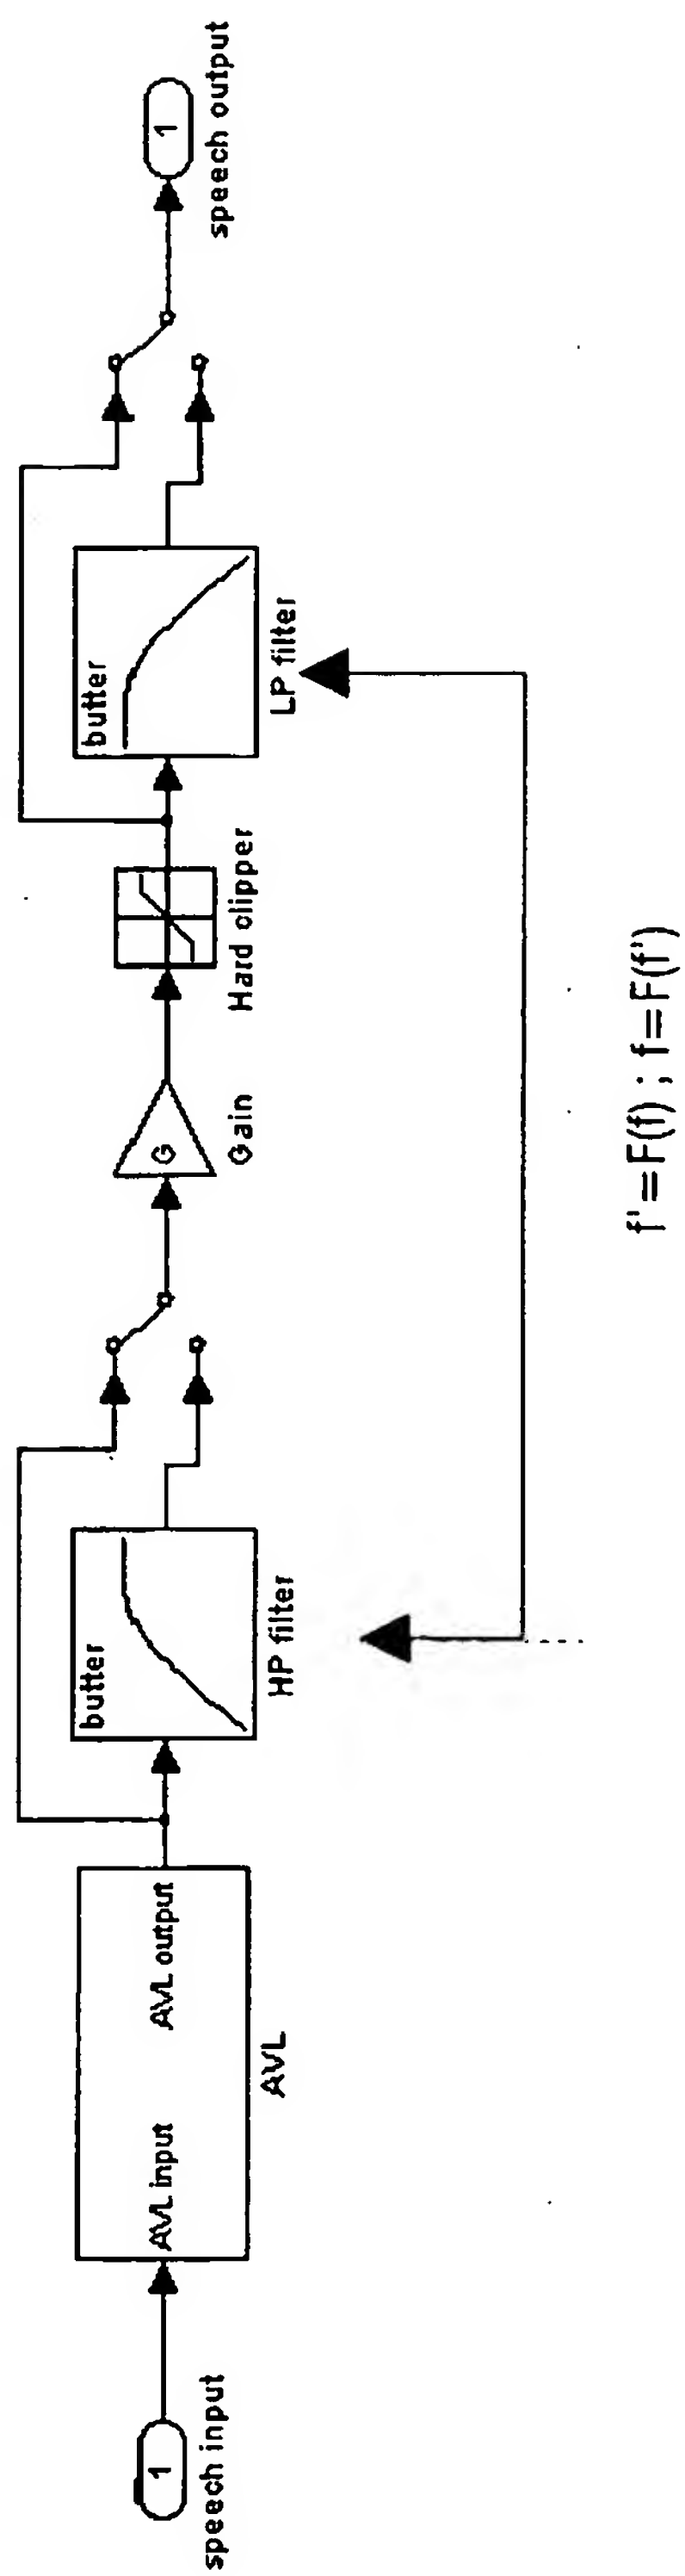 1
speech input
AVL input
AVL output
AVL
butter
HP filter
G
Gain
Hard clipper
butter
LP filter
1
speech output
f'=F(f) ; f=F(f')